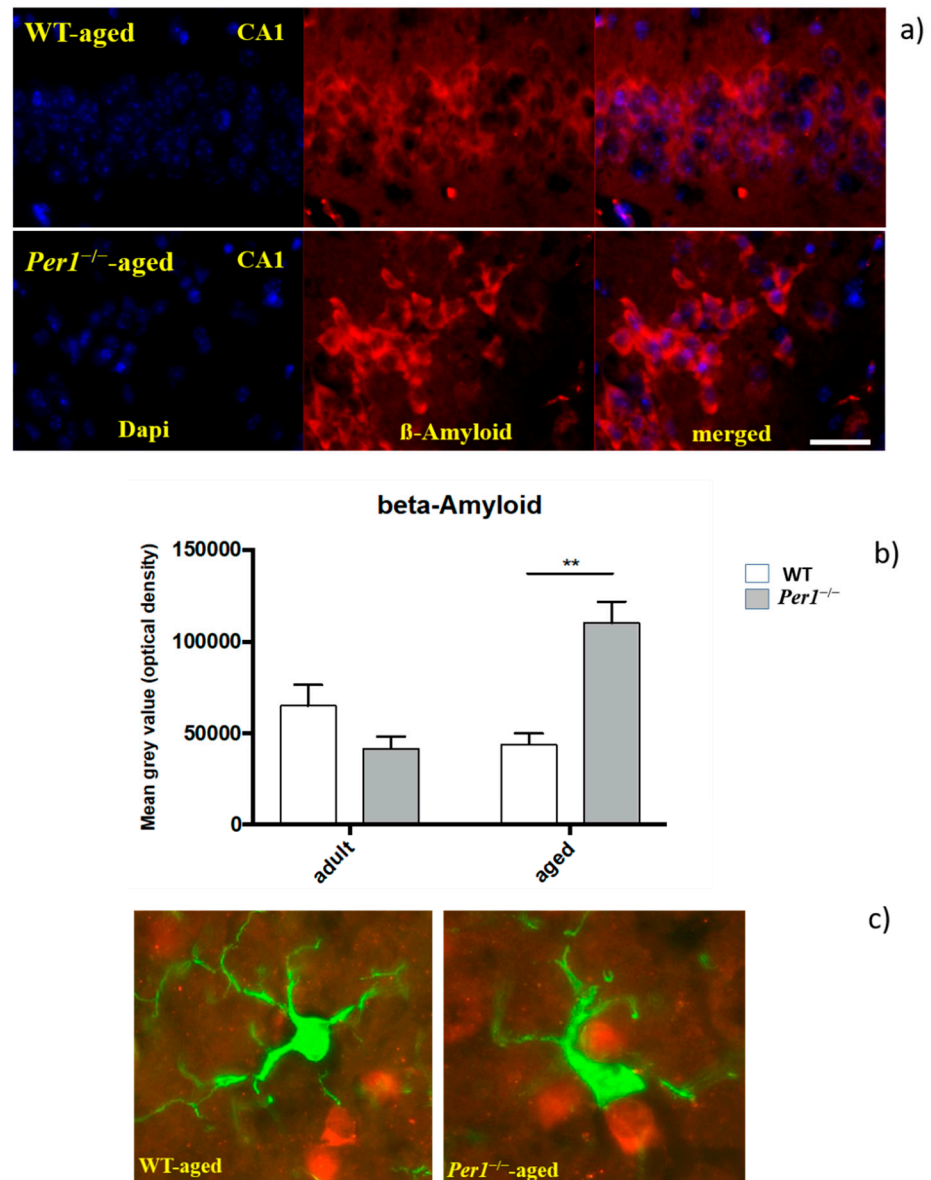 WT-aged CA1
a)
Per1⁻/⁻-aged CA1
Dapi ß-Amyloid merged
beta-Amyloid
b)
Mean grey value (optical density)
150000
100000
50000
0
**
adult aged
WT
Per1⁻/⁻
c)
WT-aged
Per1⁻/⁻-aged